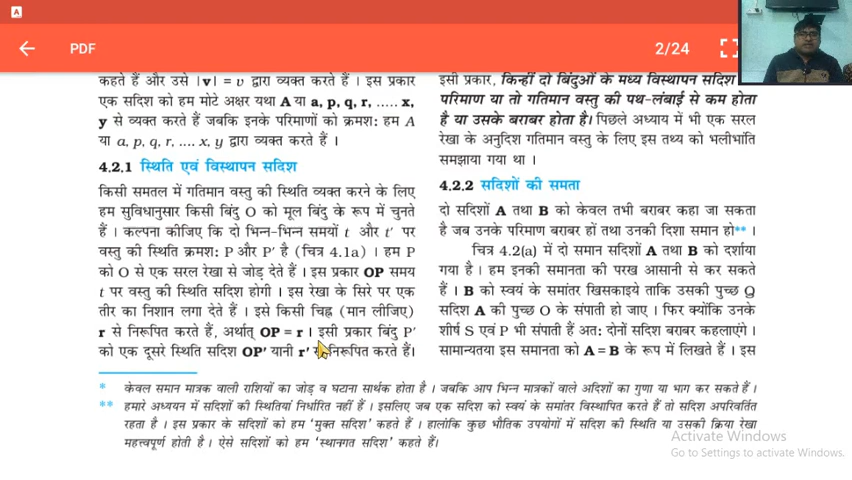 A
PDF
2/24
कहते हैं और उसे |v| = v द्वारा व्यक्त करते हैं । इस प्रकार
एक सदिश को हम मोटे अक्षर यथा A या a, p, q, r, ..... x,
y से व्यक्त करते हैं जबकि इनके परिमाणों को क्रमश: हम A
या a, p, q, r, .... x, y द्वारा व्यक्त करते हैं ।
4.2.1 स्थिति एवं विस्थापन सदिश
किसी समतल में गतिमान वस्तु की स्थिति व्यक्त करने के लिए
हम सुविधानुसार किसी बिंदु O को मूल बिंदु के रूप में चुनते
हैं । कल्पना कीजिए कि दो भिन्न-भिन्न समयों t और t′ पर
वस्तु की स्थिति क्रमश: P और P′ है (चित्र 4.1a) । हम P
को O से एक सरल रेखा से जोड़ देते हैं । इस प्रकार OP समय
t पर वस्तु की स्थिति सदिश होगी । इस रेखा के सिरे पर एक
तीर का निशान लगा देते हैं । इसे किसी चिह्न (मान लीजिए)
r से निरूपित करते हैं, अर्थात् OP = r । इसी प्रकार बिंदु P′
को एक दूसरे स्थिति सदिश OP′ यानी r′ निरूपित करते हैं।
इसी प्रकार, किन्हीं दो बिंदुओं के मध्य विस्थापन सदिश
परिमाण या तो गतिमान वस्तु की पथ-लंबाई से कम होता
है या उसके बराबर होता है। पिछले अध्याय में भी एक सरल
रेखा के अनुदिश गतिमान वस्तु के लिए इस तथ्य को भलीभांति
समझाया गया था ।
4.2.2 सदिशों की समता
दो सदिशों A तथा B को केवल तभी बराबर कहा जा सकता
है जब उनके परिमाण बराबर हों तथा उनकी दिशा समान हो** ।
चित्र 4.2(a) में दो समान सदिशों A तथा B को दर्शाया
गया है । हम इनकी समानता की परख आसानी से कर सकते
हैं । B को स्वयं के समांतर खिसकाइये ताकि उसकी पुच्छ Q
सदिश A की पुच्छ O के संपाती हो जाए । फिर क्योंकि उनके
शीर्ष S एवं P भी संपाती हैं अत: दोनों सदिश बराबर कहलाएंगे ।
सामान्यतया इस समानता को A = B के रूप में लिखते हैं । इस
* केवल समान मात्रक वाली राशियों का जोड़ व घटाना सार्थक होता है । जबकि आप भिन्न मात्रकों वाले अदिशों का गुणा या भाग कर सकते हैं ।
** हमारे अध्ययन में सदिशों की स्थितियां निर्धारित नहीं हैं । इसलिए जब एक सदिश को स्वयं के समांतर विस्थापित करते हैं तो सदिश अपरिवर्तित
रहता है । इस प्रकार के सदिशों को हम 'मुक्त सदिश' कहते हैं । हालांकि कुछ भौतिक उपयोगों में सदिश की स्थिति या उसकी क्रिया रेखा
महत्वपूर्ण होती है । ऐसे सदिशों को हम 'स्थानगत सदिश' कहते हैं।
Activate Windows
Go to Settings to activate Windows.